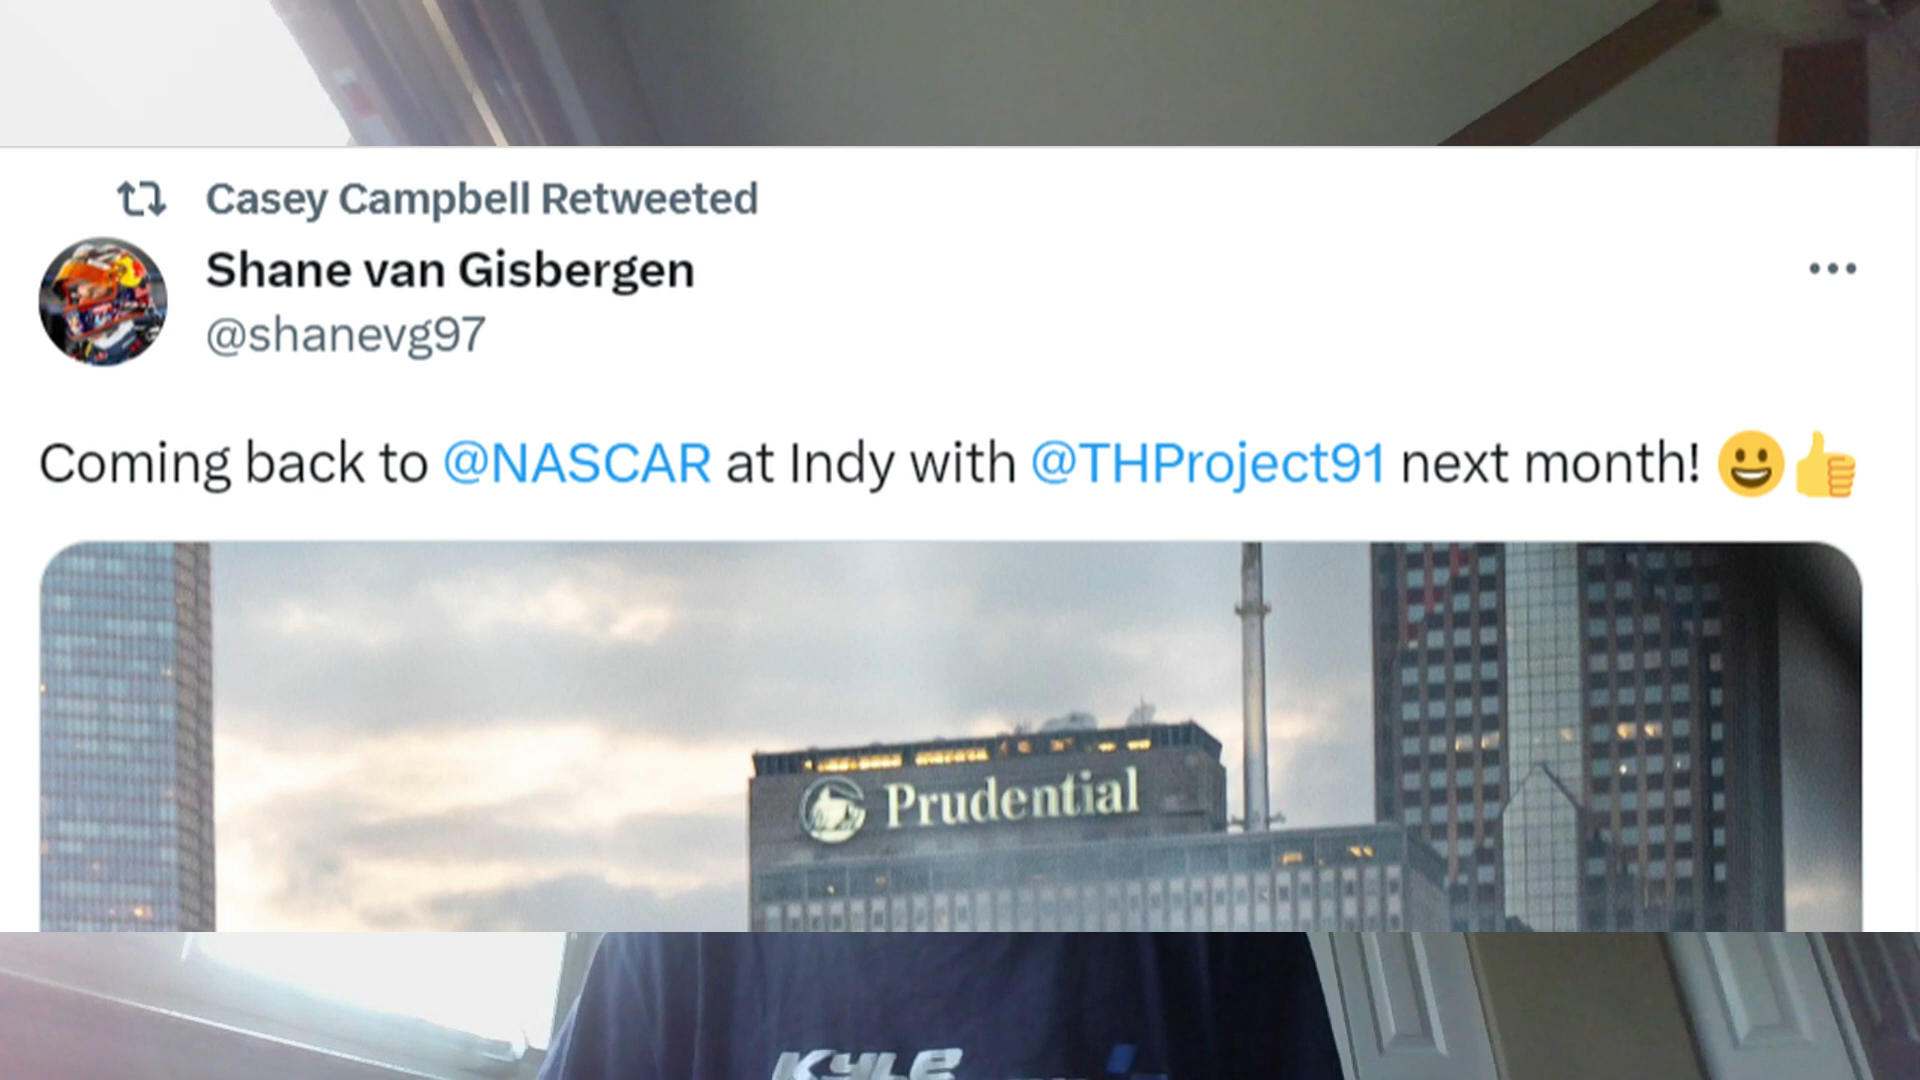 Casey Campbell Retweeted
Shane van Gisbergen
@shanevg97
Coming back to @NASCAR at Indy with @THProject91 next month! 😀👍
Prudential
KYLE